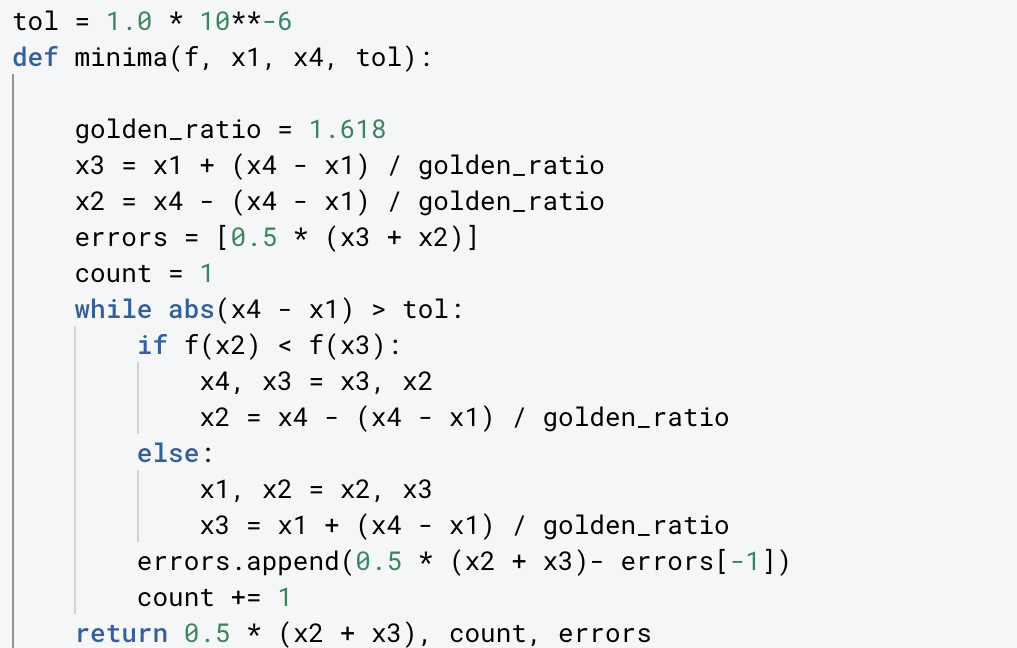 tol = 1.0 * 10**-6
def minima(f, x1, x4, tol):
golden_ratio = 1.618
x3 = x1 + (x4 - x1) / golden_ratio
x2 = x4 - (x4 - x1) / golden_ratio
errors = [0.5 * (x3 + x2)]
count = 1
while abs(x4 - x1) > tol:
if f(x2) < f(x3):
x4, x3 = x3, x2
x2 = x4 - (x4 - x1) / golden_ratio
else:
x1, x2 = x2, x3
x3 = x1 + (x4 - x1) / golden_ratio
errors.append(0.5 * (x2 + x3)- errors[-1])
count += 1
return 0.5 * (x2 + x3), count, errors